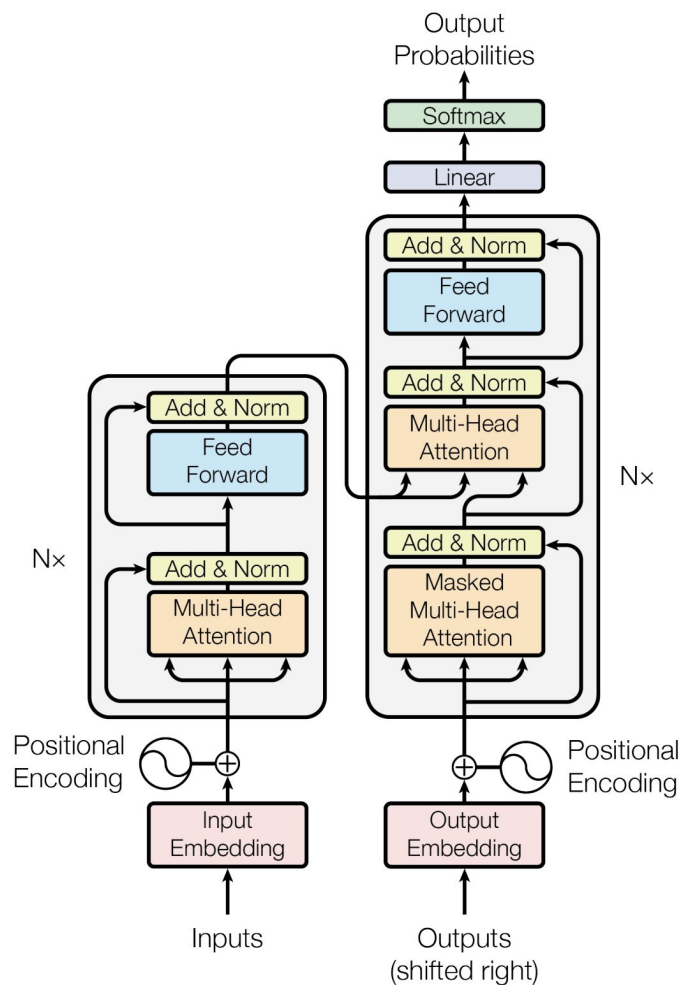 Output
Probabilities
Softmax
Linear
Add & Norm
Feed
Forward
Add & Norm
Multi-Head
Attention
Add & Norm
Masked
Multi-Head
Attention
N×
Add & Norm
Feed
Forward
Add & Norm
Multi-Head
Attention
N×
Positional
Encoding
Positional
Encoding
Input
Embedding
Output
Embedding
Inputs
Outputs
(shifted right)